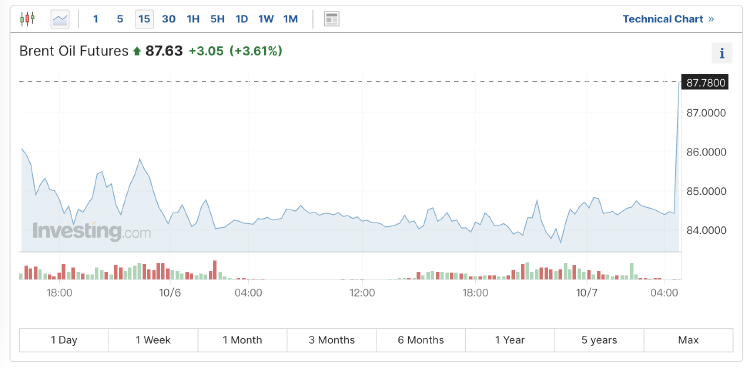 1 5 15 30 1H 5H 1D 1W 1M Technical Chart »
Brent Oil Futures 87.63 +3.05 (+3.61%) i
87.7800
87.0000
86.0000
85.0000
84.0000
Investing.com
18:00 10/6 04:00 12:00 18:00 10/7 04:00
1 Day 1 Week 1 Month 3 Months 6 Months 1 Year 5 years Max